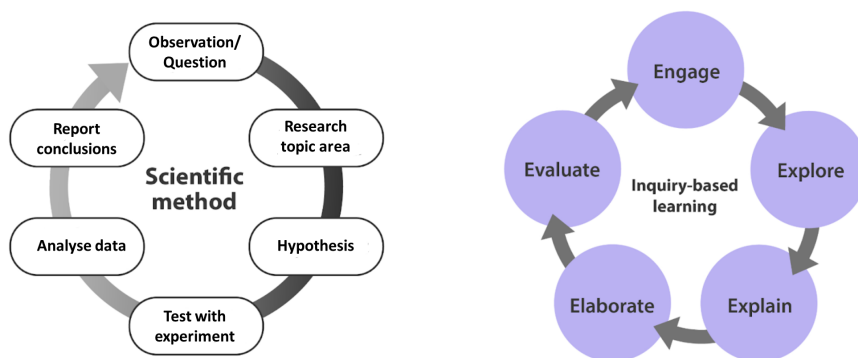 Observation/
Question
Research
topic area
Hypothesis
Test with
experiment
Analyse data
Report
conclusions
Scientific
method
Engage
Explore
Explain
Elaborate
Evaluate
Inquiry-based
learning